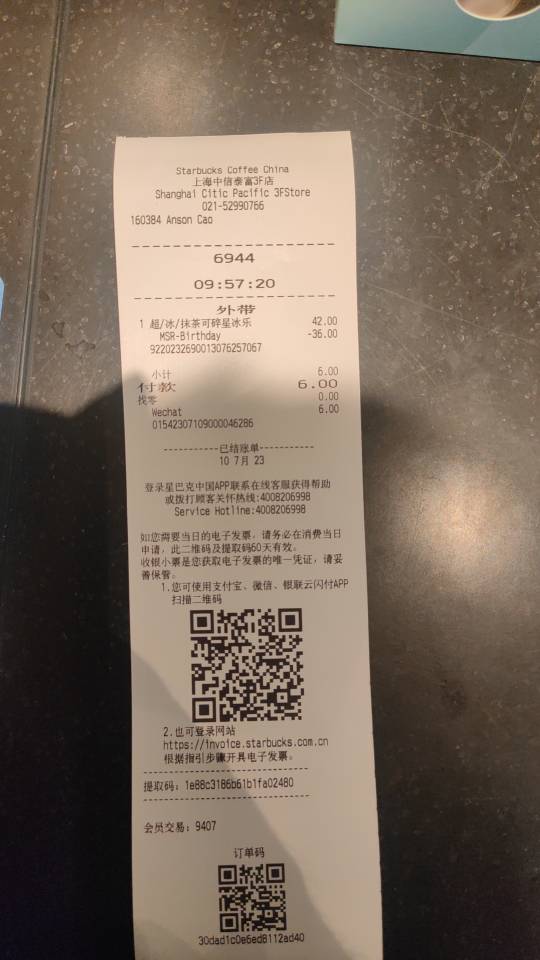 Starbucks Coffee China
上海中信泰富3F店
Shanghai Citic Pacific 3FStore
021-52990766
160384 Anson Cao
6944
09:57:20
外带
1 超/冰/抹茶可碎星冰乐 42.00
MSR-Birthday -36.00
9220232690013076257067
小计 6.00
付款 6.00
找零 0.00
Wechat 6.00
01542307109000046286
-----------已结账单-----------
10 7月 23
登录星巴克中国APP联系在线客服获得帮助
或拨打顾客关怀热线:4008206998
Service Hotline:4008206998
如您需要当日的电子发票，请务必在消费当日
申请，此二维码及提取码60天有效。
收银小票是您获取电子发票的唯一凭证，请妥
善保管。
1.您可使用支付宝、微信、银联云闪付APP
扫描二维码
2.也可登录网站
https://invoice.starbucks.com.cn
根据指引步骤开具电子发票。
提取码：1e88c3186b61b1fa02480
会员交易：9407
订单码
30dad1c0e6ed8112ad40